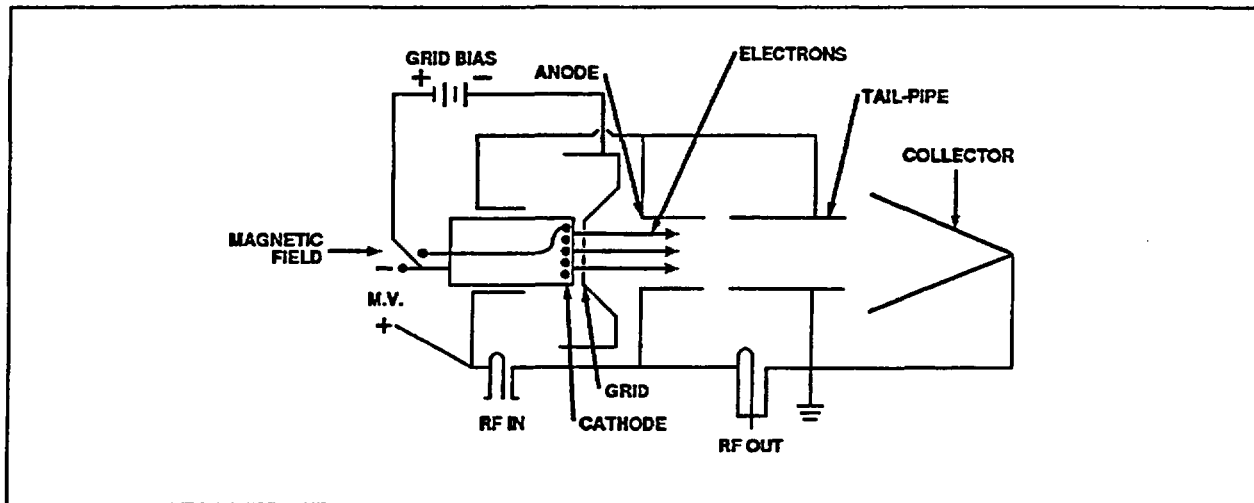 GRID BIAS
+ −
ANODE
ELECTRONS
TAIL-PIPE
COLLECTOR
MAGNETIC
FIELD
−
M.V.
+
GRID
RF IN
CATHODE
RF OUT